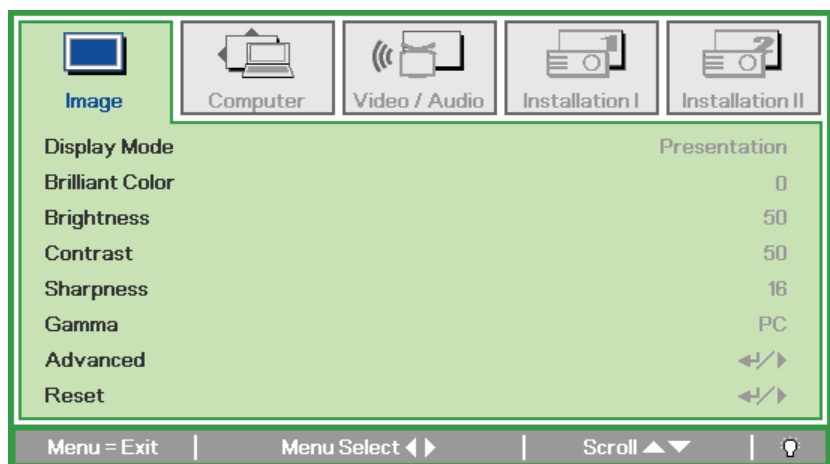 Image Computer Video / Audio Installation I Installation II
Display Mode Presentation
Brilliant Color 0
Brightness 50
Contrast 50
Sharpness 16
Gamma PC
Advanced ↵/▶
Reset ↵/▶
Menu = Exit | Menu Select ◀▶ | Scroll ▲▼ |